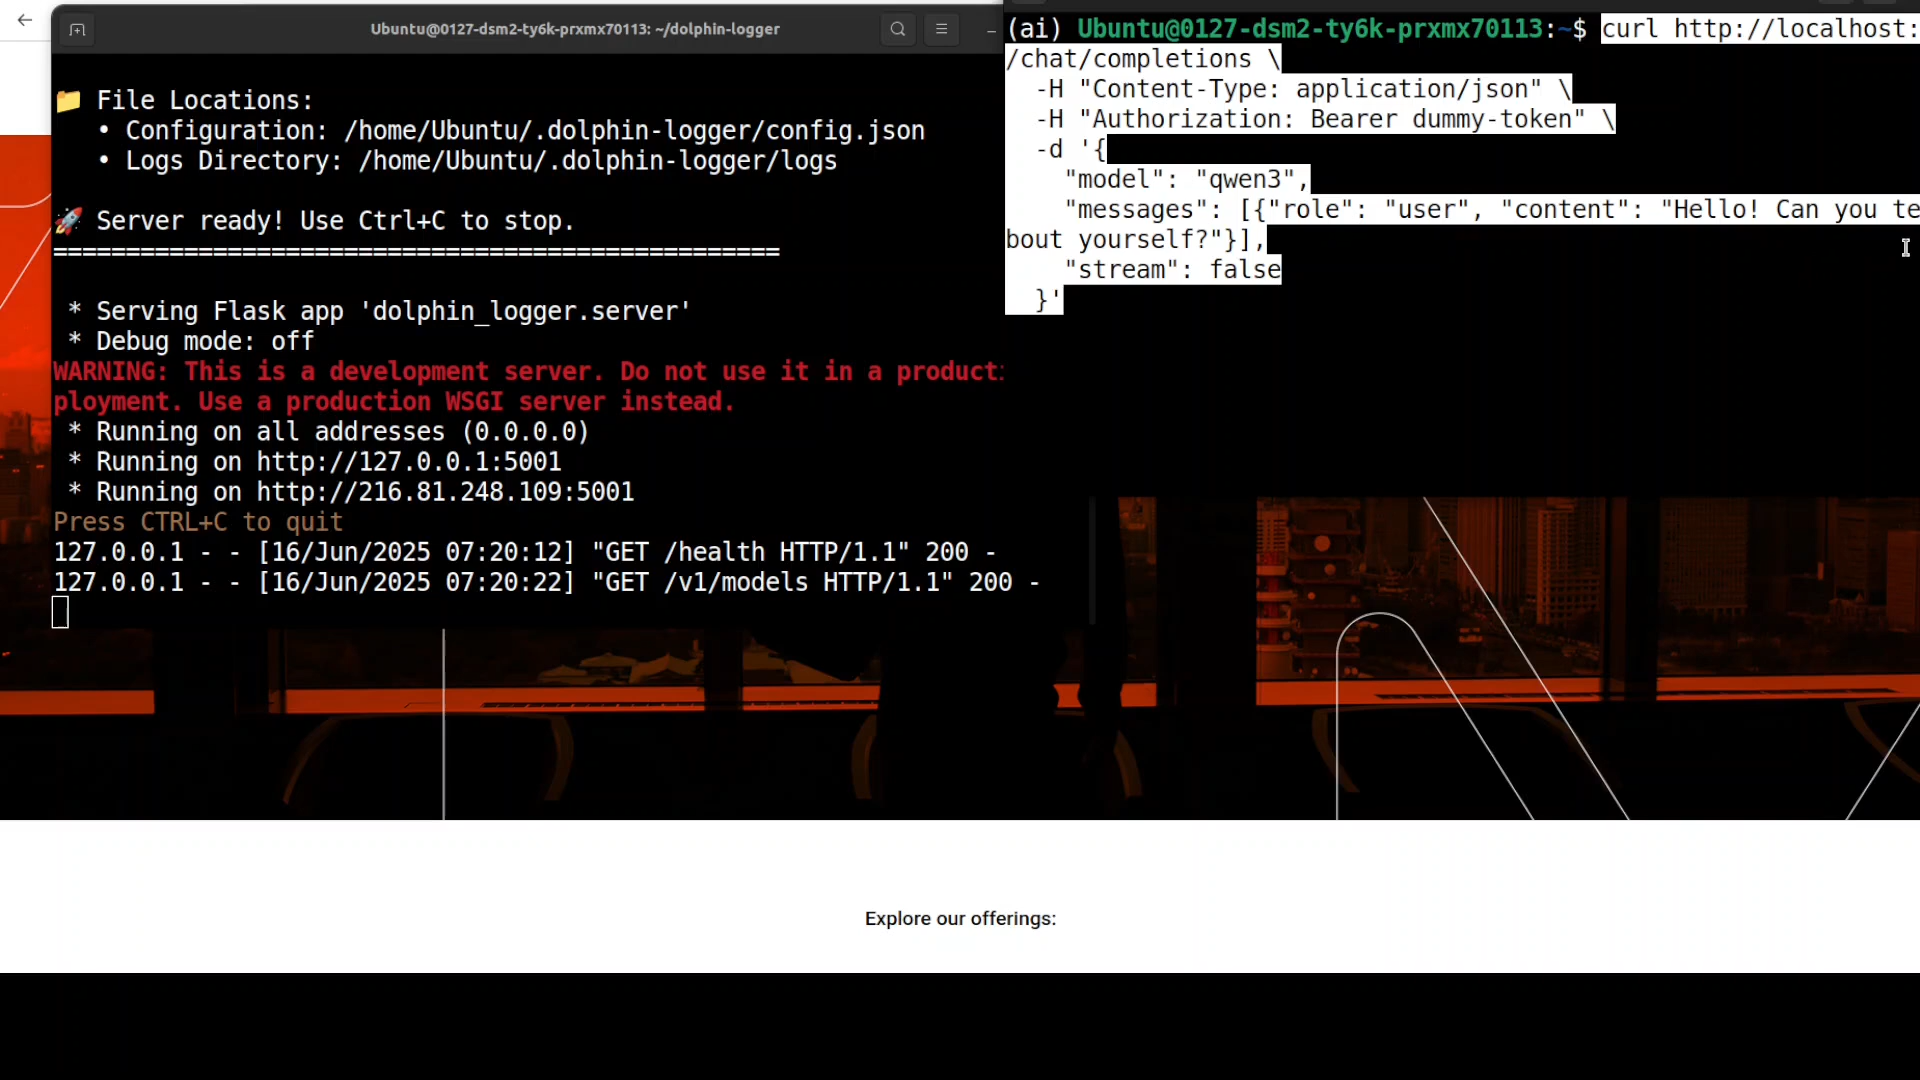 Ubuntu@0127-dsm2-ty6k-prxmx70113: ~/dolphin-logger
📁 File Locations:
• Configuration: /home/Ubuntu/.dolphin-logger/config.json
• Logs Directory: /home/Ubuntu/.dolphin-logger/logs
🚀 Server ready! Use Ctrl+C to stop.
==================================================
* Serving Flask app 'dolphin_logger.server'
* Debug mode: off
WARNING: This is a development server. Do not use it in a product
ployment. Use a production WSGI server instead.
* Running on all addresses (0.0.0.0)
* Running on http://127.0.0.1:5001
* Running on http://216.81.248.109:5001
Press CTRL+C to quit
127.0.0.1 - - [16/Jun/2025 07:20:12] "GET /health HTTP/1.1" 200 -
127.0.0.1 - - [16/Jun/2025 07:20:22] "GET /v1/models HTTP/1.1" 200 -
(ai) Ubuntu@0127-dsm2-ty6k-prxmx70113:~$ curl http://localhost:
/chat/completions \
-H "Content-Type: application/json" \
-H "Authorization: Bearer dummy-token" \
-d '{
"model": "qwen3",
"messages": [{"role": "user", "content": "Hello! Can you te
bout yourself?"}],
"stream": false
}'
Explore our offerings: